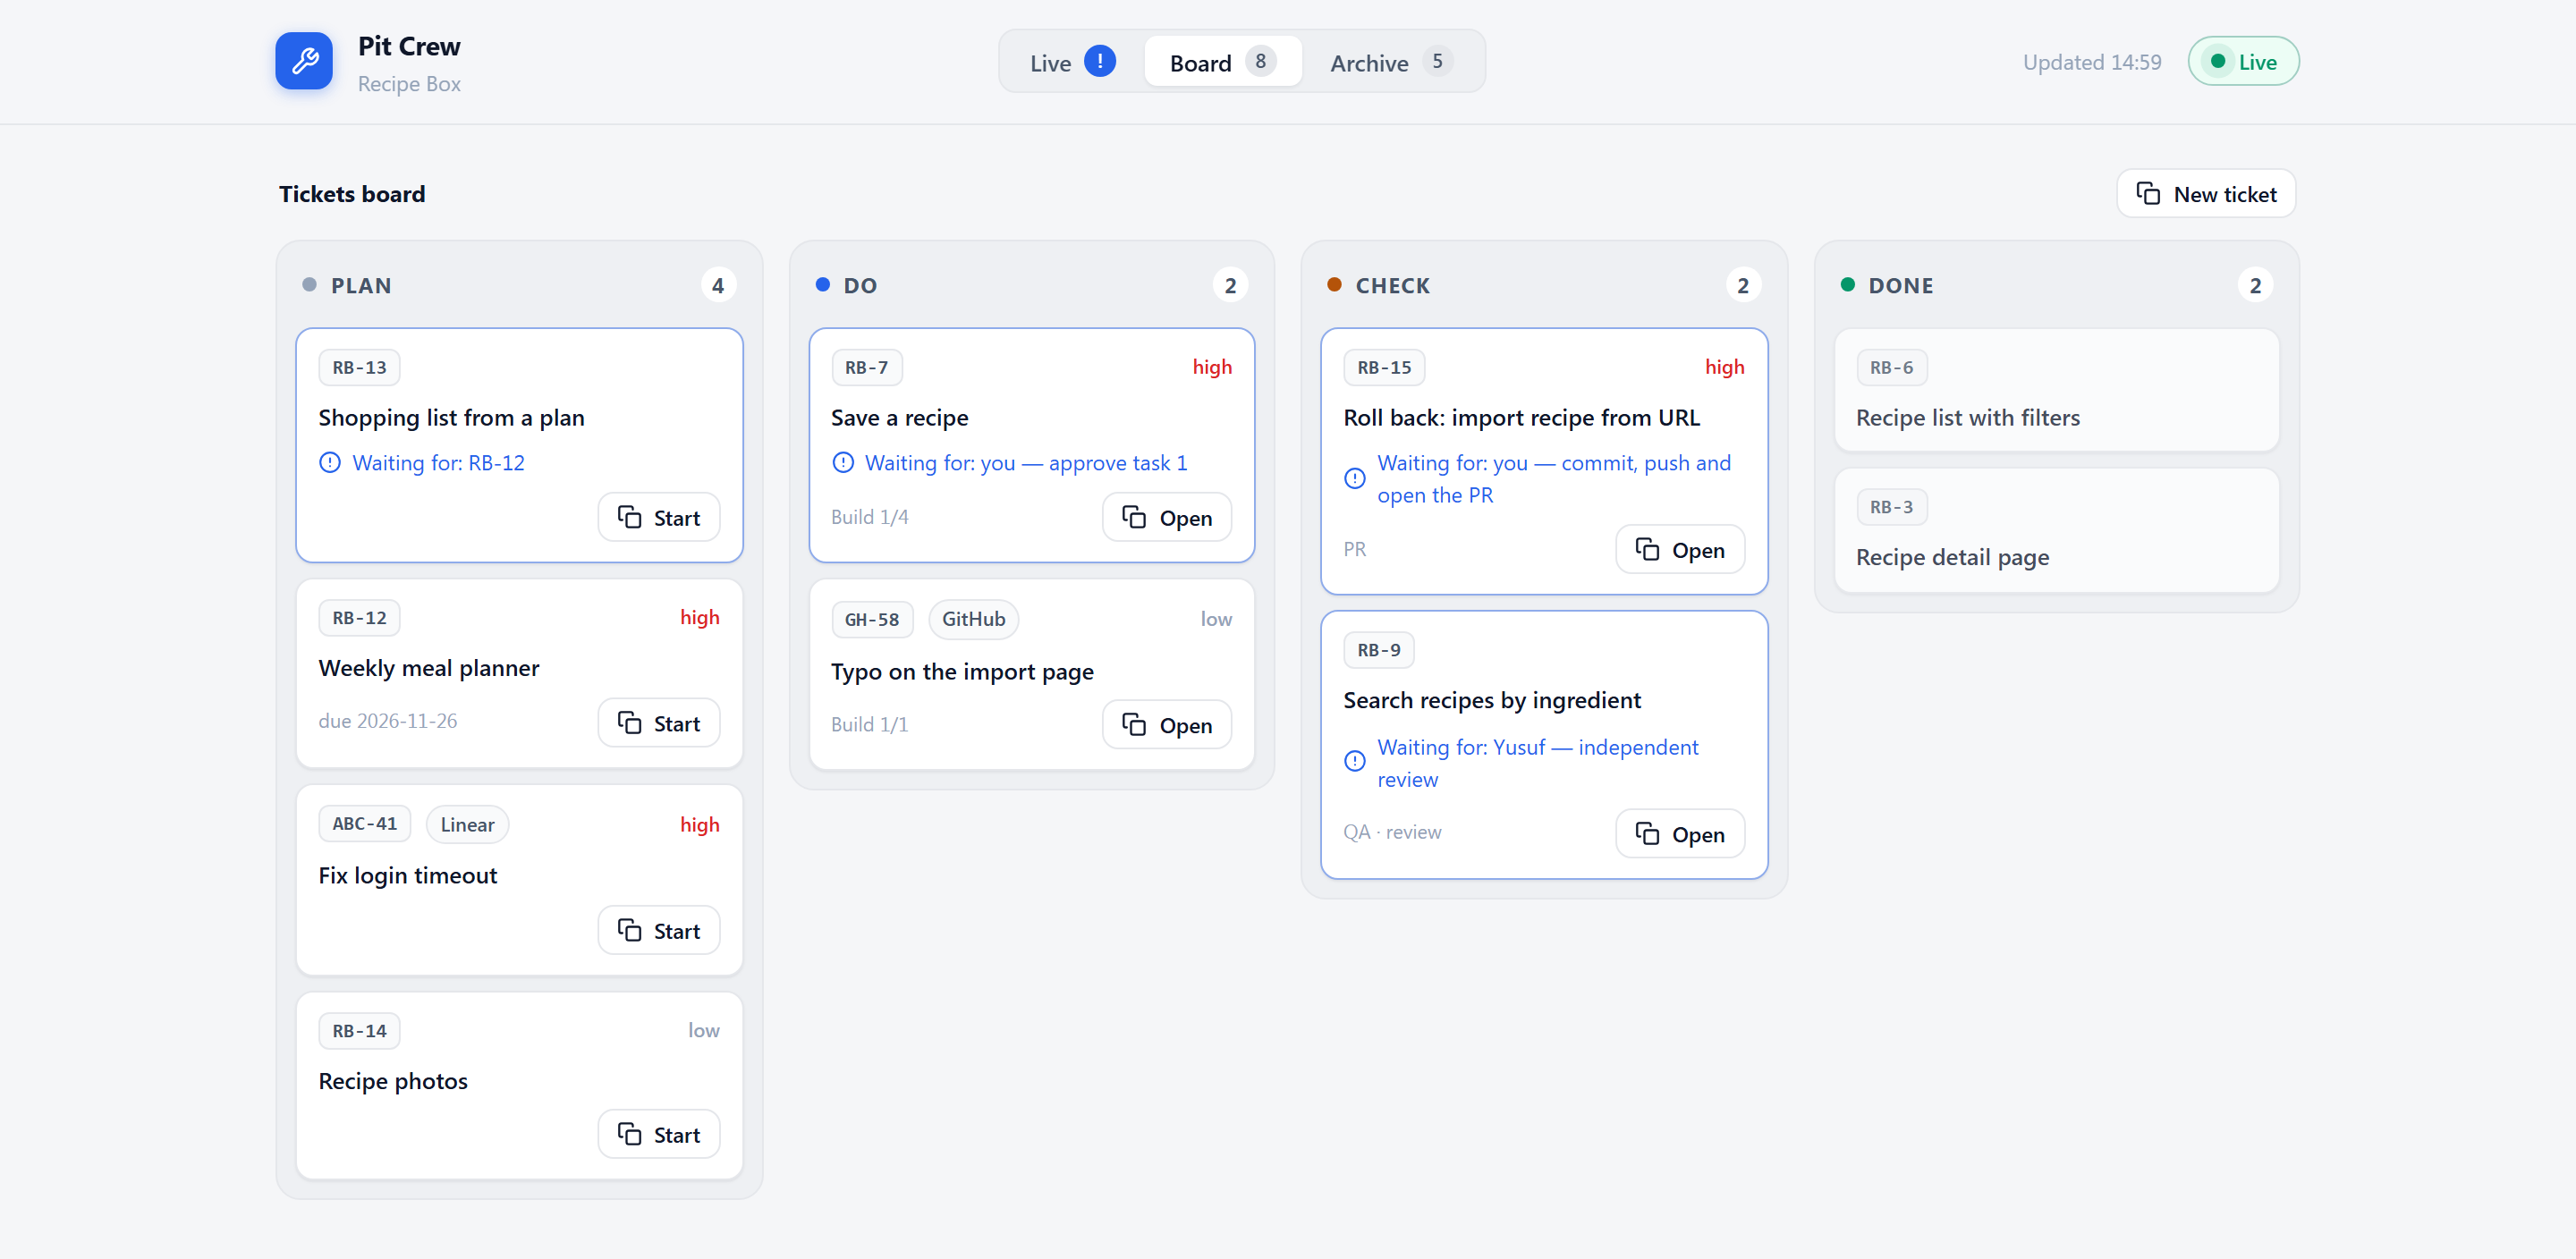 Pit Crew
Recipe Box
Live !
Board 8
Archive 5
Updated 14:59
Live
Tickets board
New ticket
PLAN 4
RB-13
Shopping list from a plan
Waiting for: RB-12
Start
RB-12 high
Weekly meal planner
due 2026-11-26 Start
ABC-41 Linear high
Fix login timeout
Start
RB-14 low
Recipe photos
Start
DO 2
RB-7 high
Save a recipe
Waiting for: you — approve task 1
Build 1/4 Open
GH-58 GitHub low
Typo on the import page
Build 1/1 Open
CHECK 2
RB-15 high
Roll back: import recipe from URL
Waiting for: you — commit, push and
open the PR
PR Open
RB-9
Search recipes by ingredient
Waiting for: Yusuf — independent
review
QA · review Open
DONE 2
RB-6
Recipe list with filters
RB-3
Recipe detail page